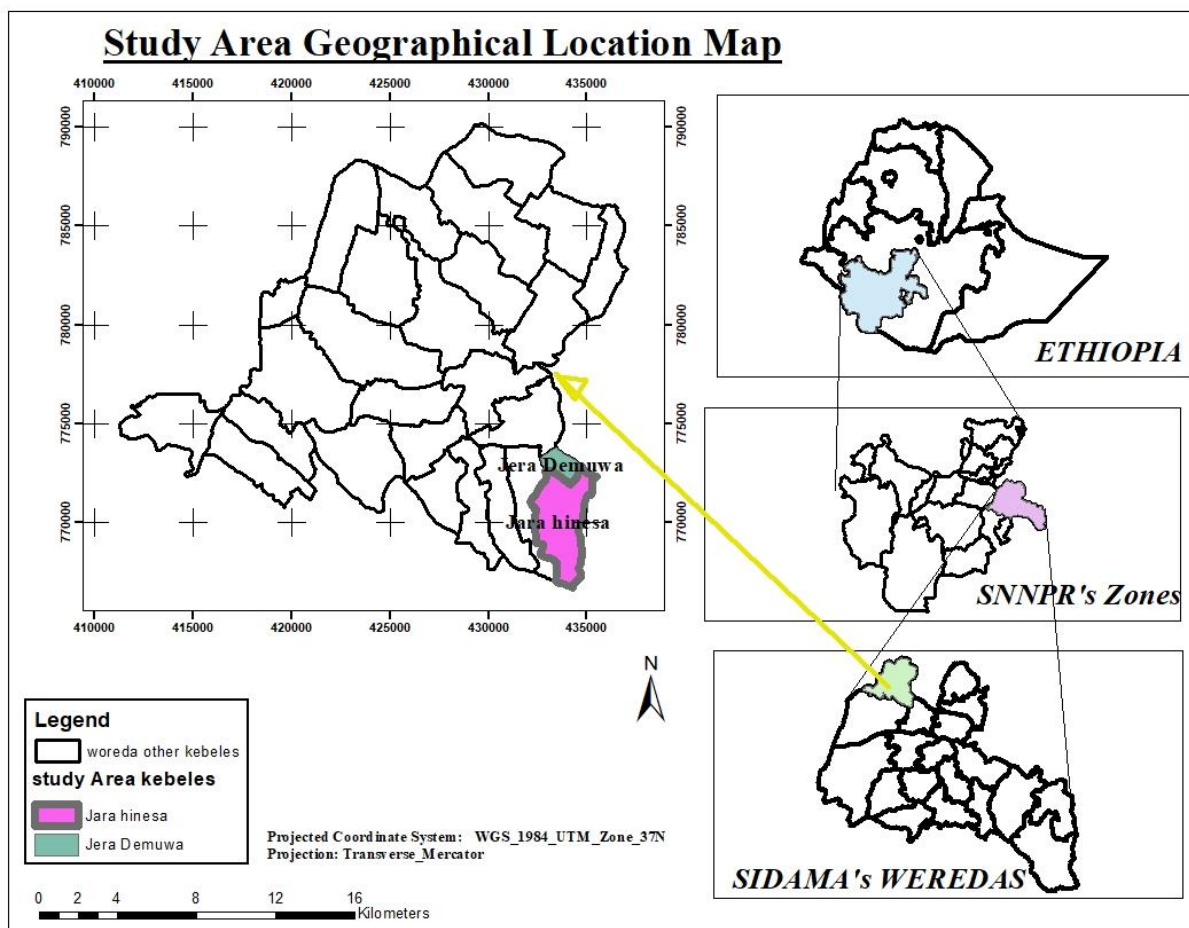 Study Area Geographical Location Map
410000 415000 420000 425000 430000 435000
790000 790000
785000 785000
780000 780000
775000 775000
770000 770000
Jera Demuwa
Jara hinesa
410000 415000 420000 425000 430000 435000
ETHIOPIA
SNNPR's Zones
SIDAMA's WEREDAS
N
Legend
woreda other kebeles
study Area kebeles
Jara hinesa
Jera Demuwa
Projected Coordinate System: WGS_1984_UTM_Zone_37N
Projection: Transverse_Mercator
0 2 4 8 12 16
Kilometers